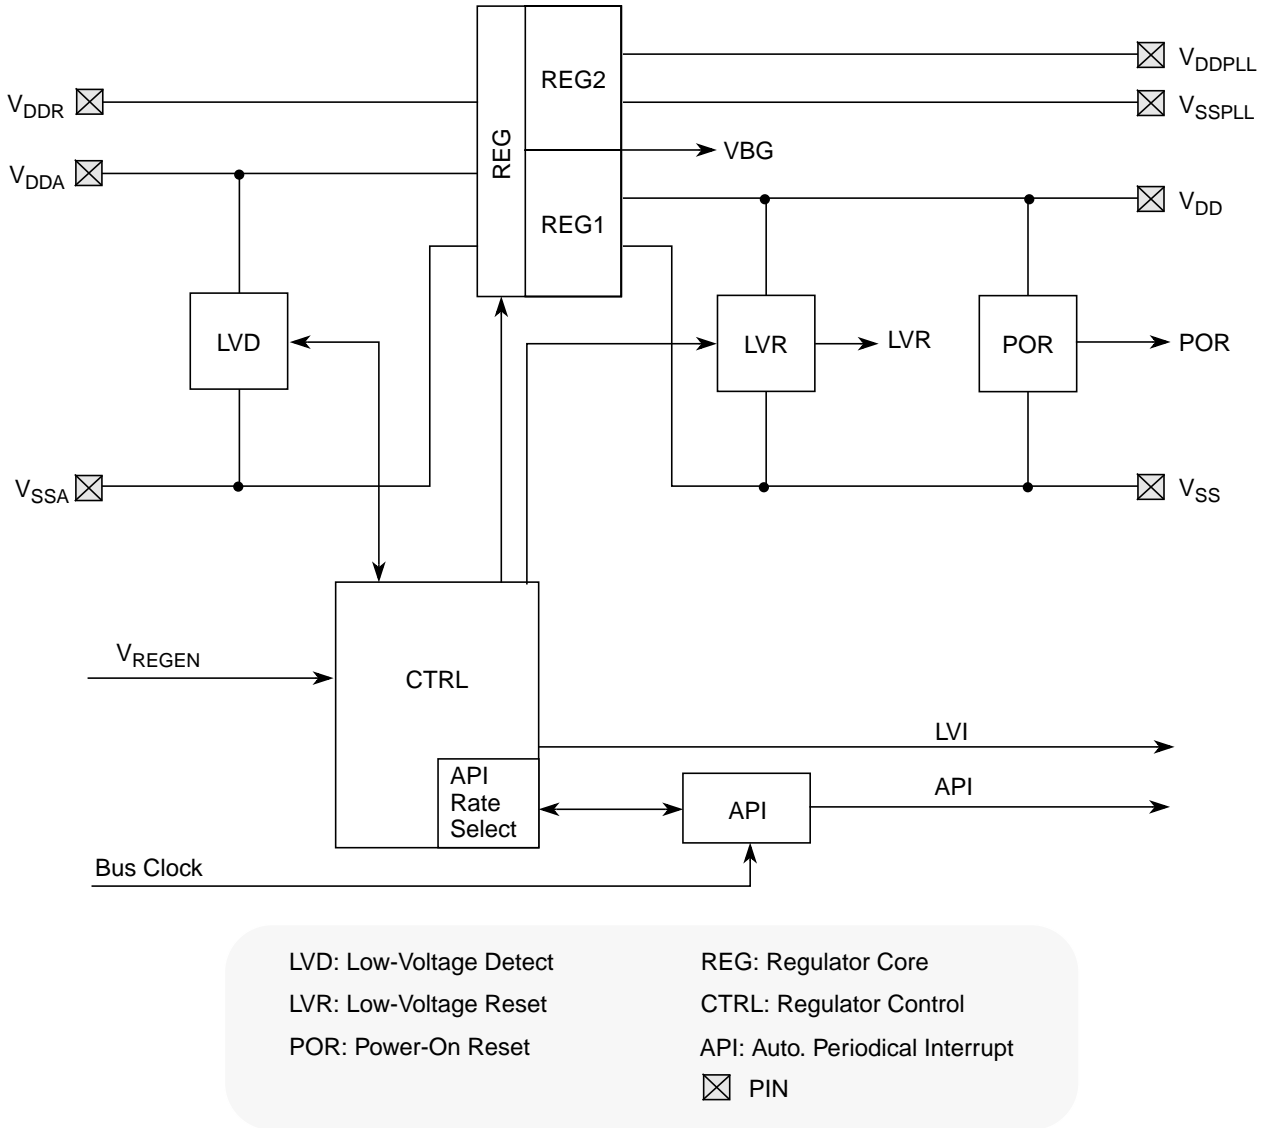 VDDPLL
REG2
VDDR
VSSPLL
REG
VBG
VDDA
VDD
REG1
LVD
LVR
LVR
POR
POR
VSSA
VSS
VREGEN
CTRL
LVI
API
Rate
Select
API
API
Bus Clock
LVD: Low-Voltage Detect
REG: Regulator Core
LVR: Low-Voltage Reset
CTRL: Regulator Control
POR: Power-On Reset
API: Auto. Periodical Interrupt
PIN